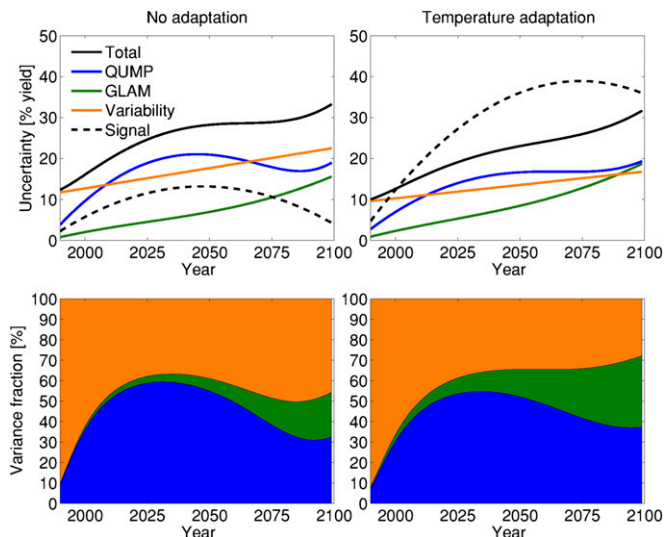 No adaptation
Temperature adaptation
Uncertainty [% yield]
50
40
30
20
10
0
Total
QUMP
GLAM
Variability
Signal
2000 2025 2050 2075 2100
Year
50
40
30
20
10
0
2000 2025 2050 2075 2100
Year
Variance fraction [%]
100
90
80
70
60
50
40
30
20
10
0
2000 2025 2050 2075 2100
Year
100
90
80
70
60
50
40
30
20
10
0
2000 2025 2050 2075 2100
Year